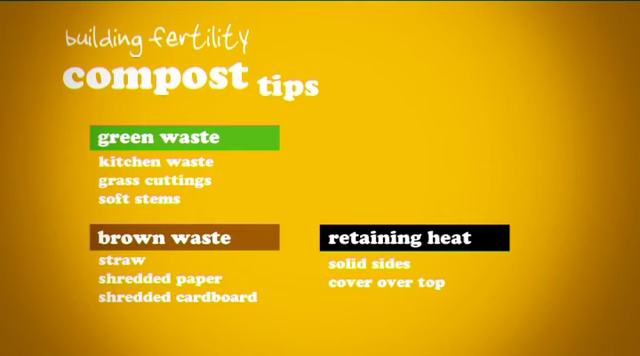 building fertility
compost tips
green waste
kitchen waste
grass cuttings
soft stems
brown waste
straw
shredded paper
shredded cardboard
retaining heat
solid sides
cover over top